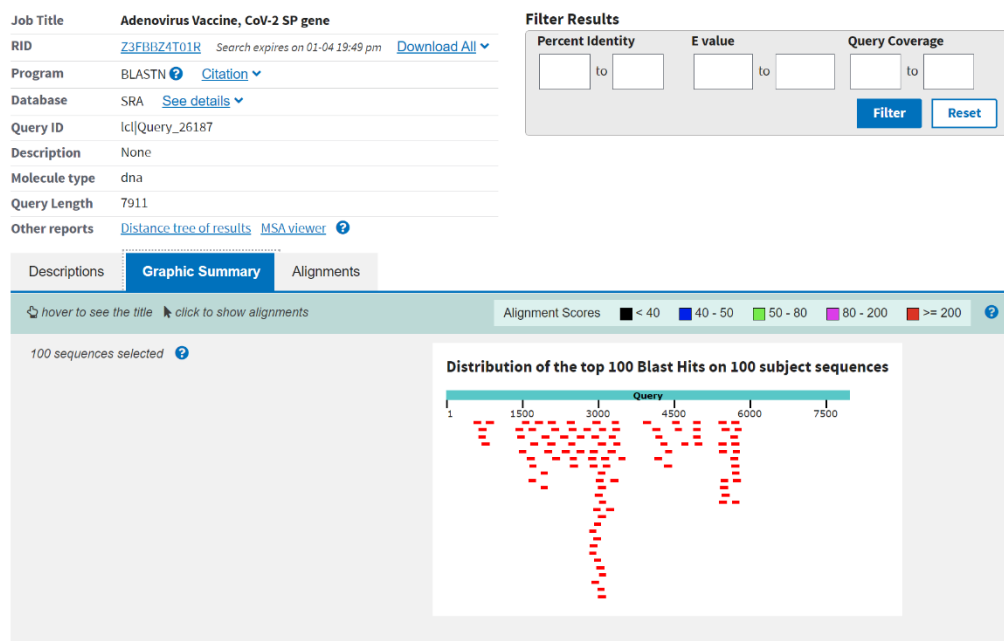 Job Title Adenovirus Vaccine, CoV-2 SP gene
RID Z3FBBZ4T01R Search expires on 01-04 19:49 pm Download All
Program BLASTN ? Citation
Database SRA See details
Query ID lcl|Query_26187
Description None
Molecule type dna
Query Length 7911
Other reports Distance tree of results MSA viewer ?
Filter Results
Percent Identity E value Query Coverage
to to to
Filter Reset
Descriptions Graphic Summary Alignments
hover to see the title click to show alignments
Alignment Scores < 40 40 - 50 50 - 80 80 - 200 >= 200 ?
100 sequences selected ?
Distribution of the top 100 Blast Hits on 100 subject sequences
Query
1 1500 3000 4500 6000 7500